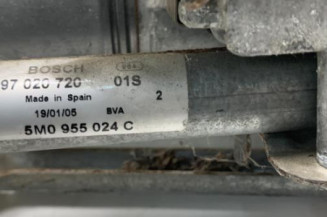 BOSCH
97 020 720 01S
Made in Spain 2
19/01/05 BVA
5M0 955 024 C